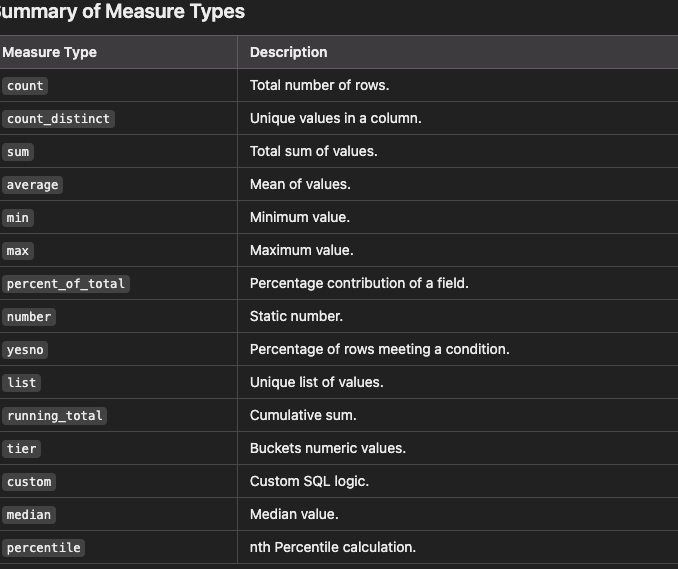 ummary of Measure Types
Measure Type Description
count Total number of rows.
count_distinct Unique values in a column.
sum Total sum of values.
average Mean of values.
min Minimum value.
max Maximum value.
percent_of_total Percentage contribution of a field.
number Static number.
yesno Percentage of rows meeting a condition.
list Unique list of values.
running_total Cumulative sum.
tier Buckets numeric values.
custom Custom SQL logic.
median Median value.
percentile nth Percentile calculation.